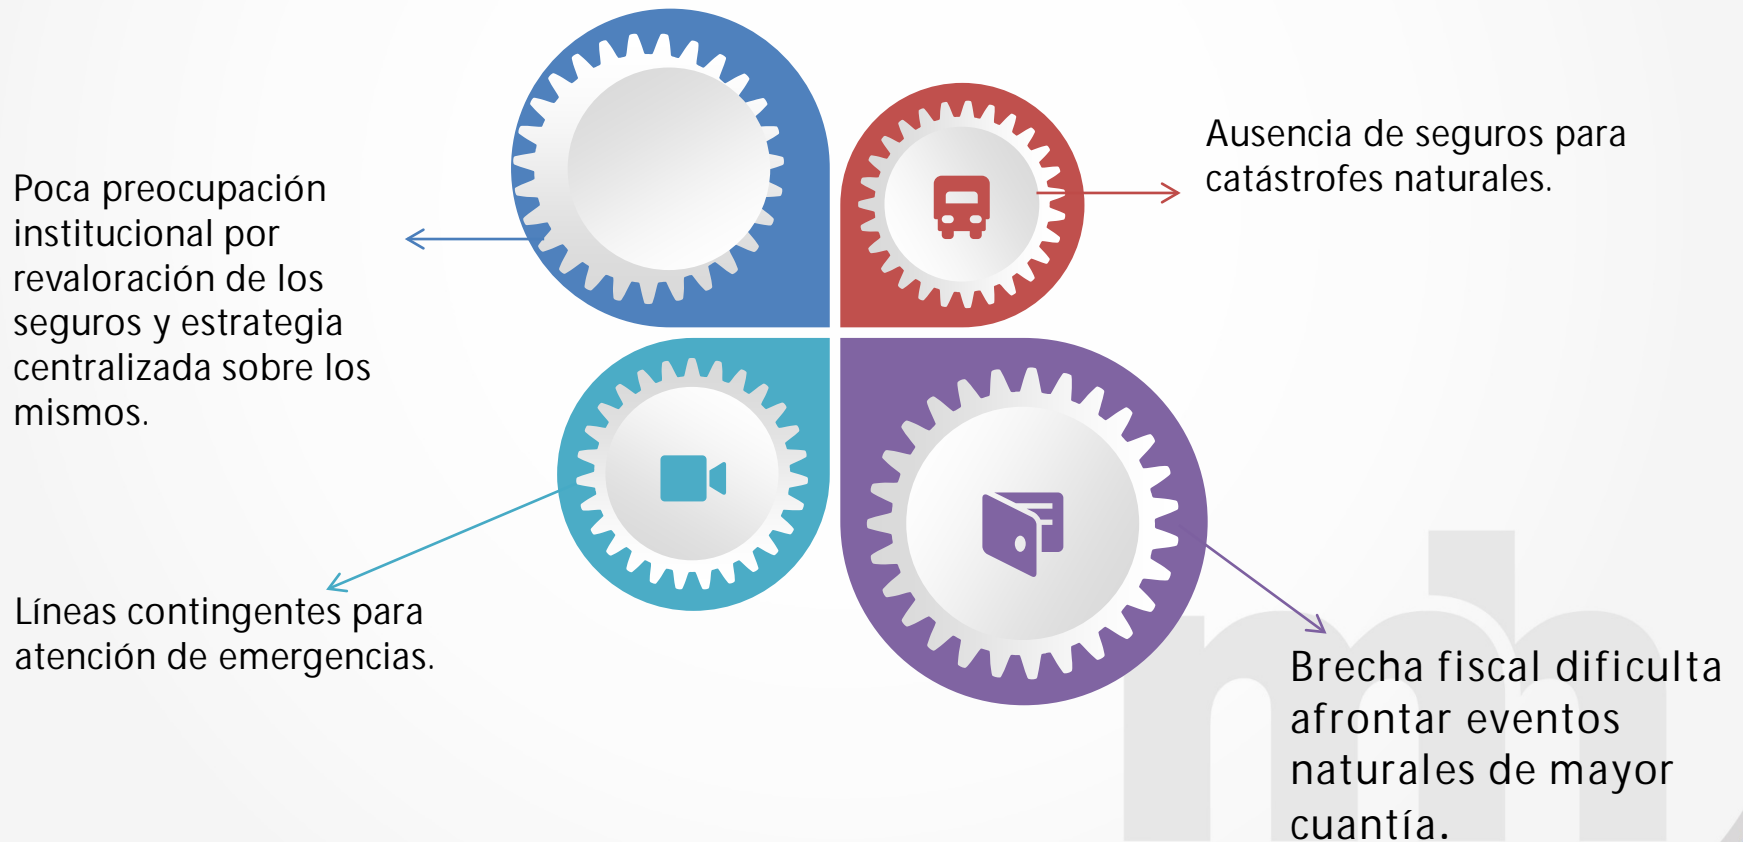 Poca preocupación
institucional por
revaloración de los
seguros y estrategia
centralizada sobre los
mismos.
Ausencia de seguros para
catástrofes naturales.
Líneas contingentes para
atención de emergencias.
Brecha fiscal dificulta
afrontar eventos
naturales de mayor
cuantía.